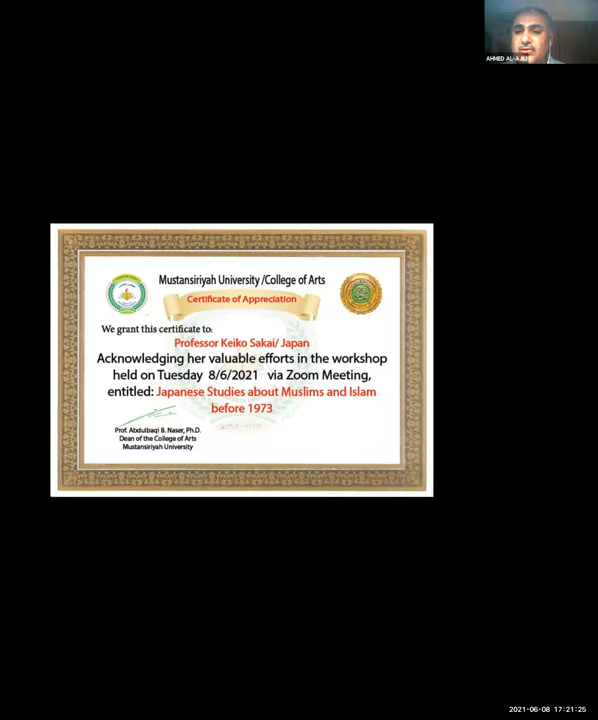 AHMED AL-AJILI
Mustansiriyah University /College of Arts
Certificate of Appreciation
We grant this certificate to:
Professor Keiko Sakai/ Japan
Acknowledging her valuable efforts in the workshop
held on Tuesday 8/6/2021 via Zoom Meeting,
entitled: Japanese Studies about Muslims and Islam
before 1973
Prof. Abdulbaqi B. Naser, Ph.D.
Dean of the College of Arts
Mustansiriyah University
2021-06-08 17:21:25